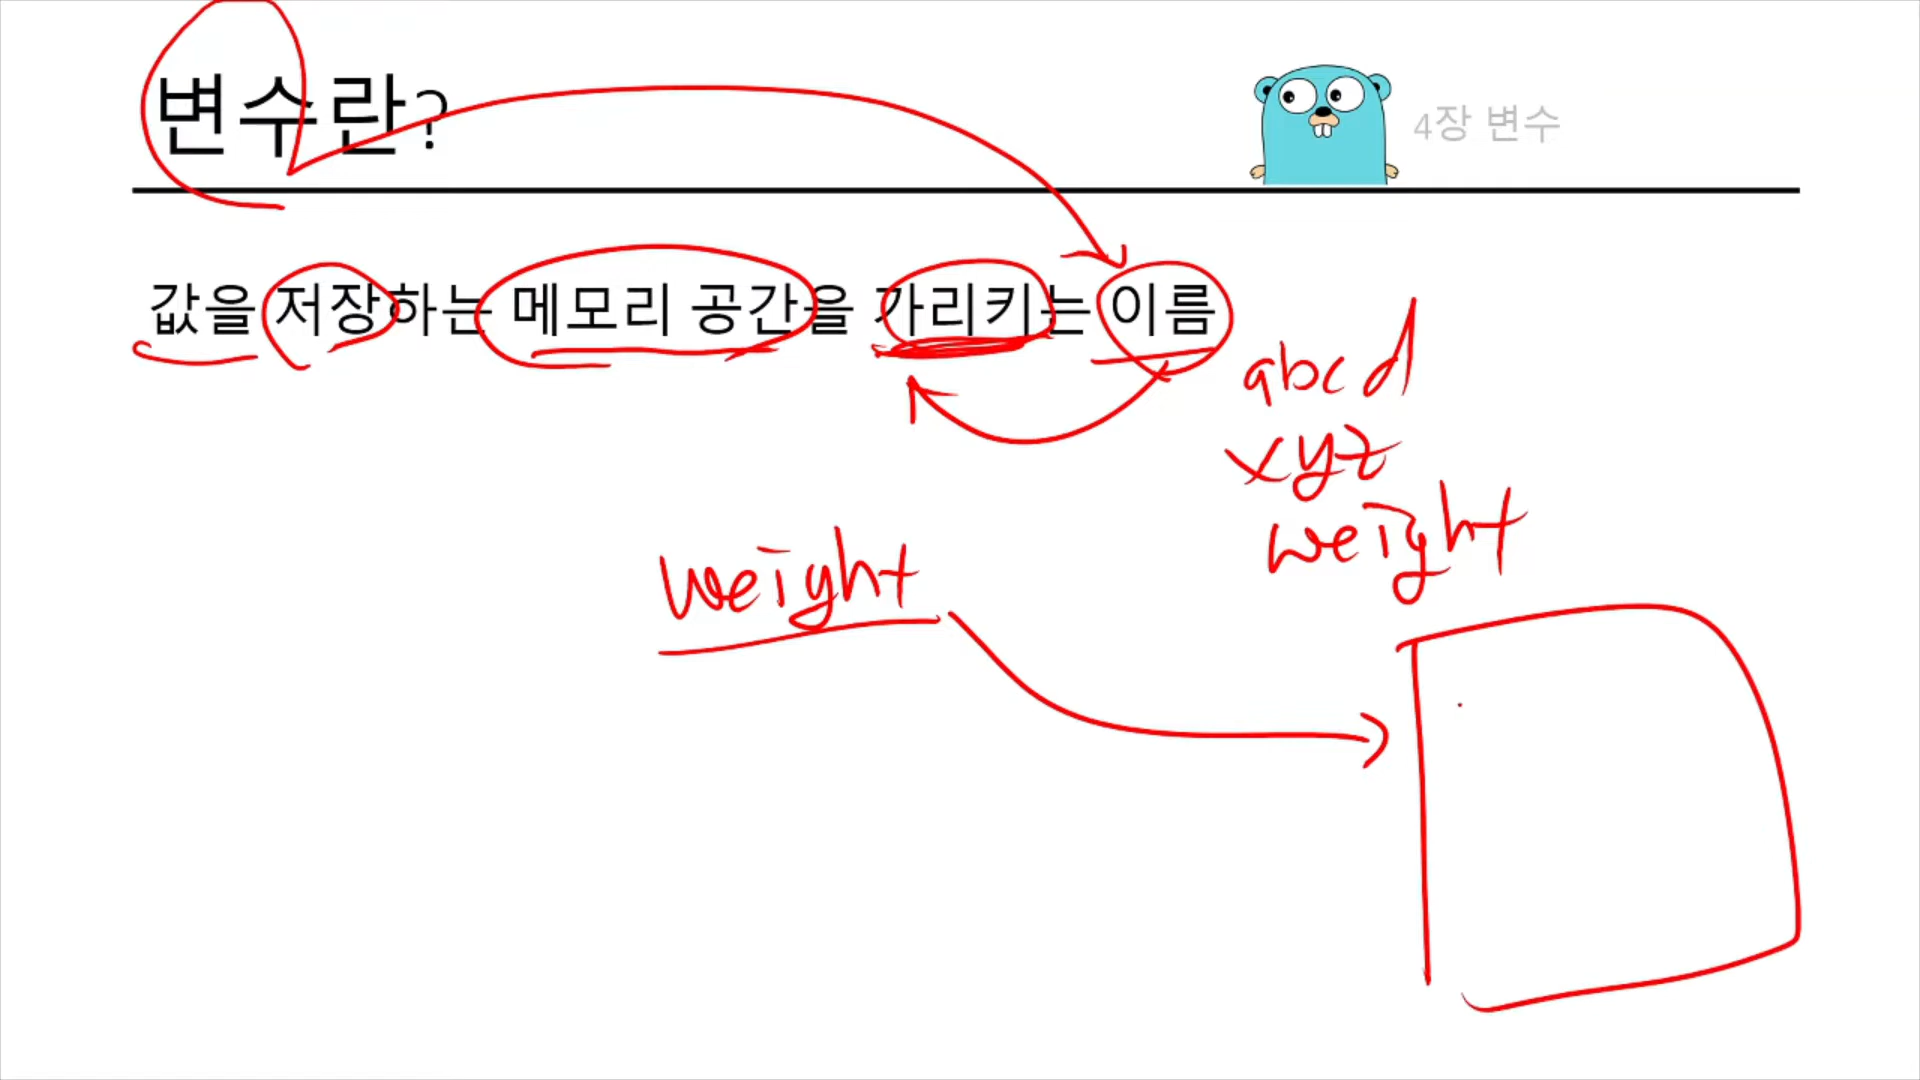 변수란?
4장 변수
값을 저장하는 메모리 공간을 가리키는 이름
abcd
xyz
weight
weight